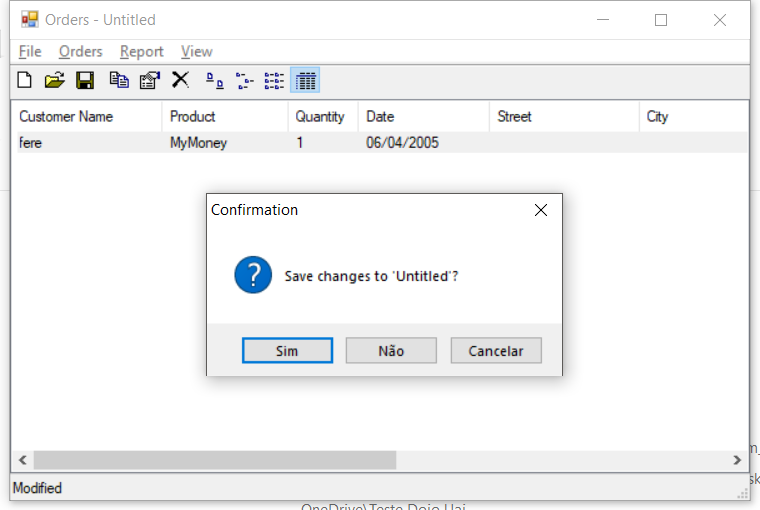 Orders - Untitled
File Orders Report View
Customer Name Product Quantity Date Street City
fere MyMoney 1 06/04/2005
Confirmation
Save changes to 'Untitled'?
Sim Não Cancelar
Modified
OneDrive\Teste Dojo Uai